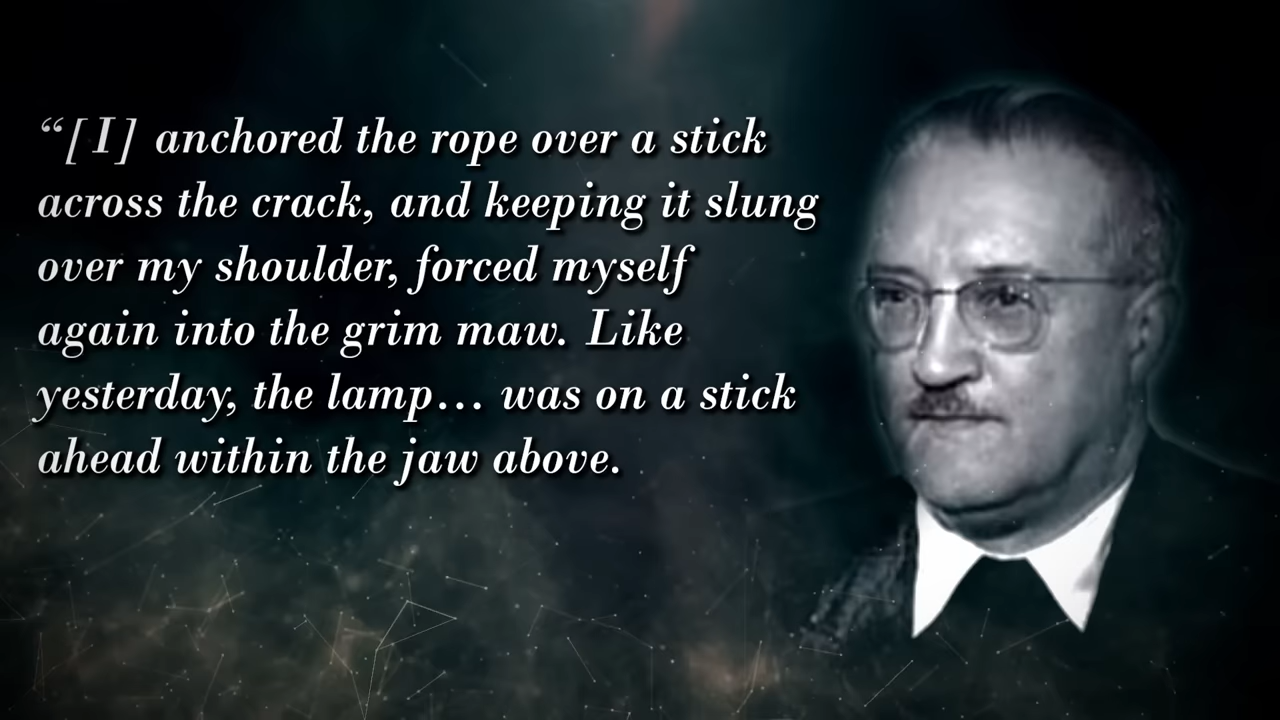 “[I] anchored the rope over a stick
across the crack, and keeping it slung
over my shoulder, forced myself
again into the grim maw. Like
yesterday, the lamp… was on a stick
ahead within the jaw above.